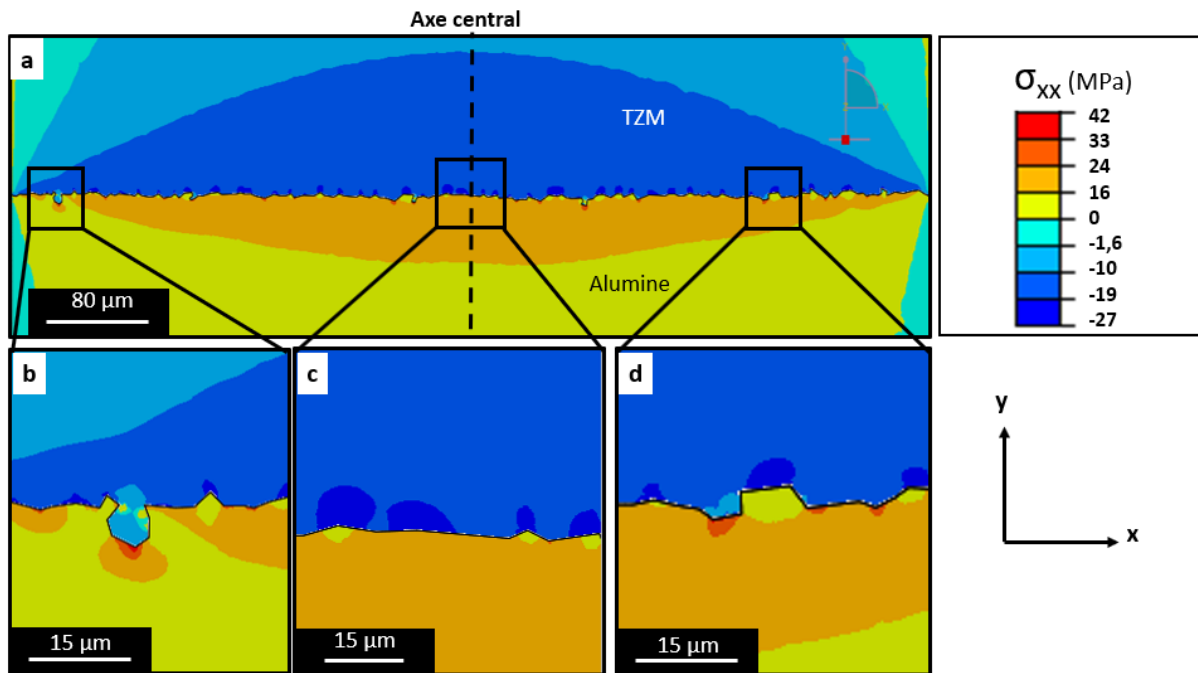 Axe central
a
TZM
Alumine
80 µm
σxx (MPa)
42
33
24
16
0
-1,6
-10
-19
-27
b
c
d
15 µm
15 µm
15 µm
y
x